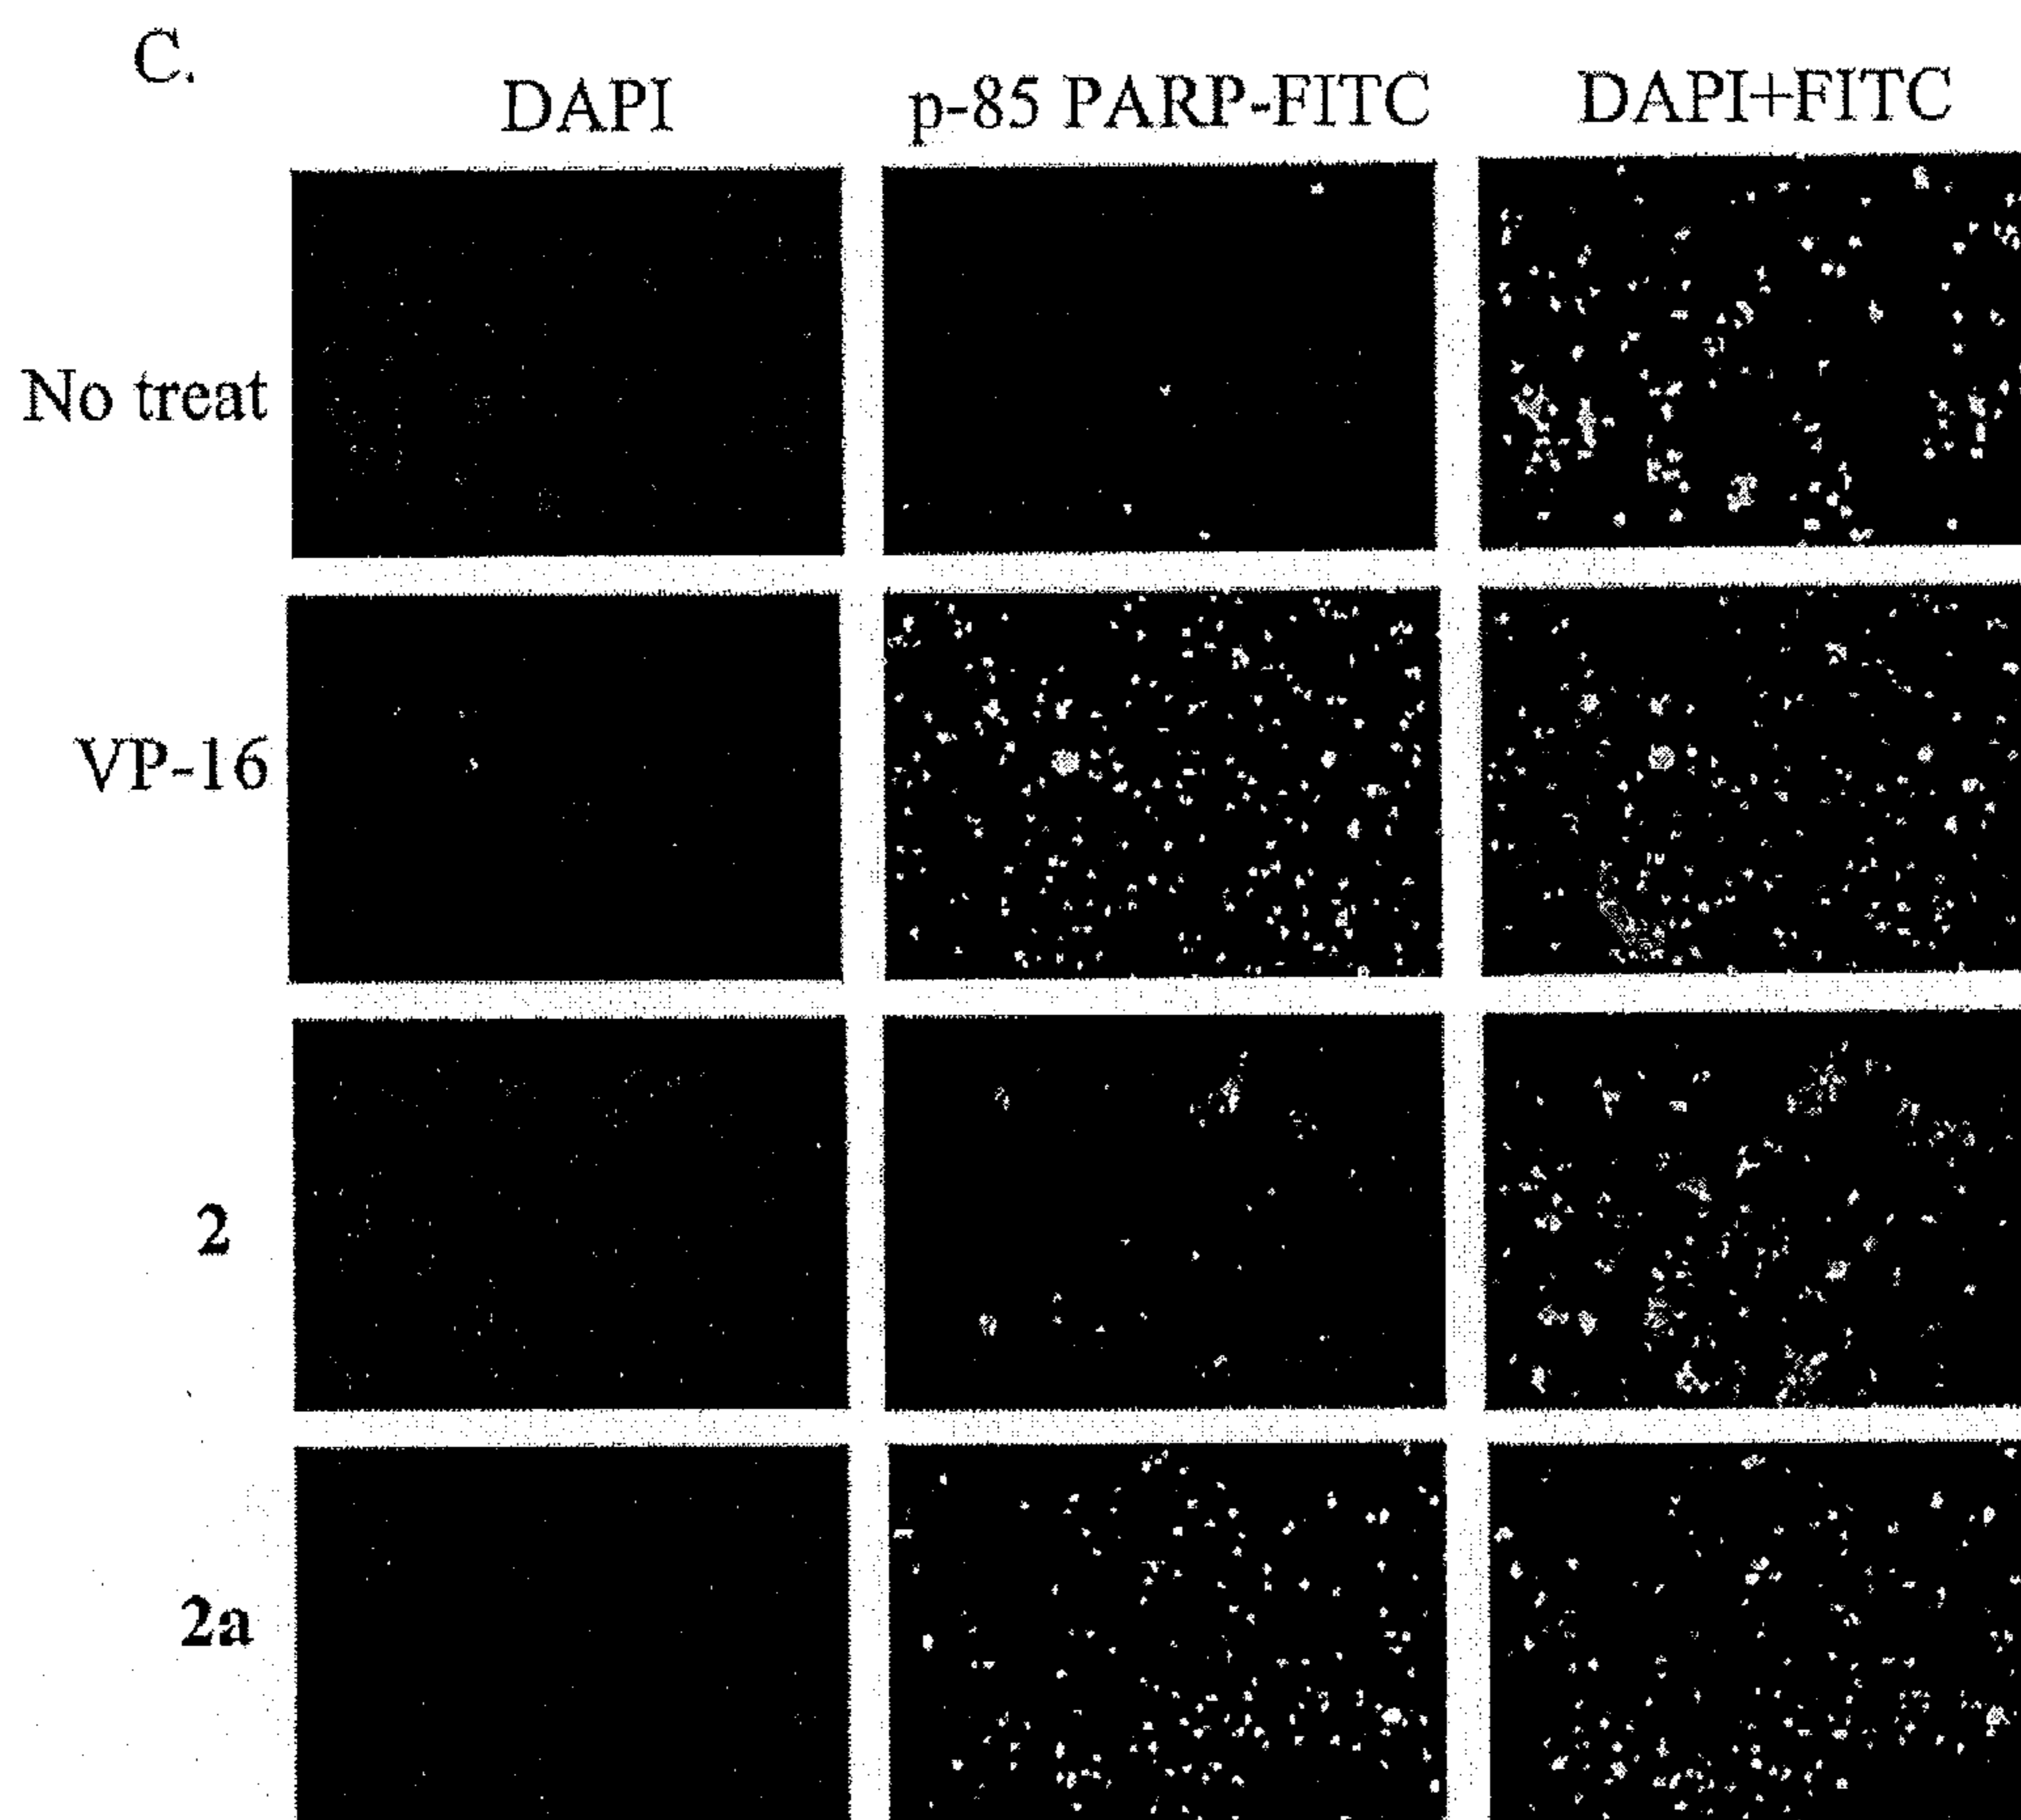 C.
DAPI p-85 PARP-FITC DAPI+FITC
No treat
VP-16
2
2a